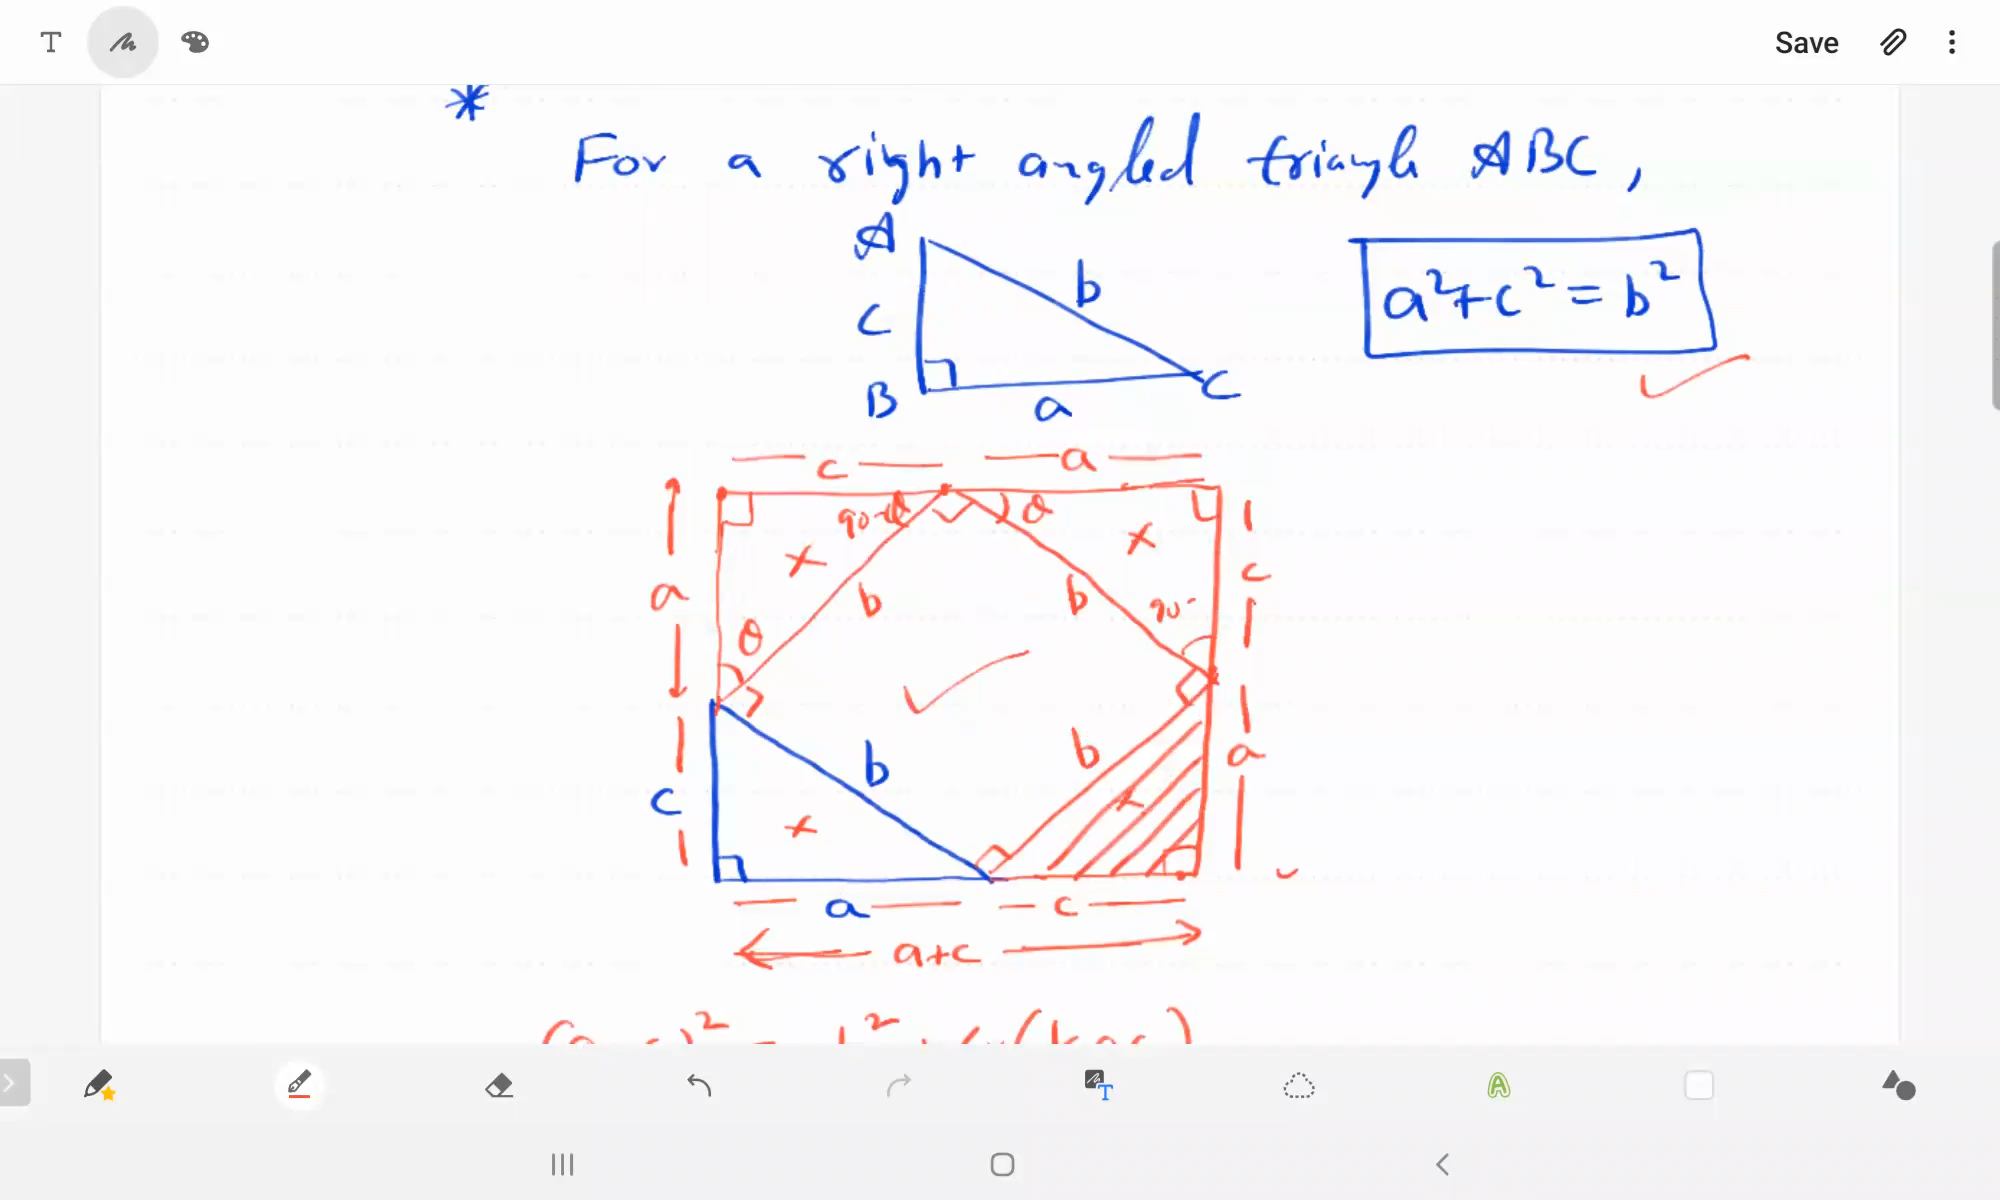 T
Save
*
For a right angled triangle ABC,
A
b
c
a²+c² = b²
B
a
C
c a
90-θ θ
a
b
b
c
90-
θ
b
b
a
c
a c
a+c